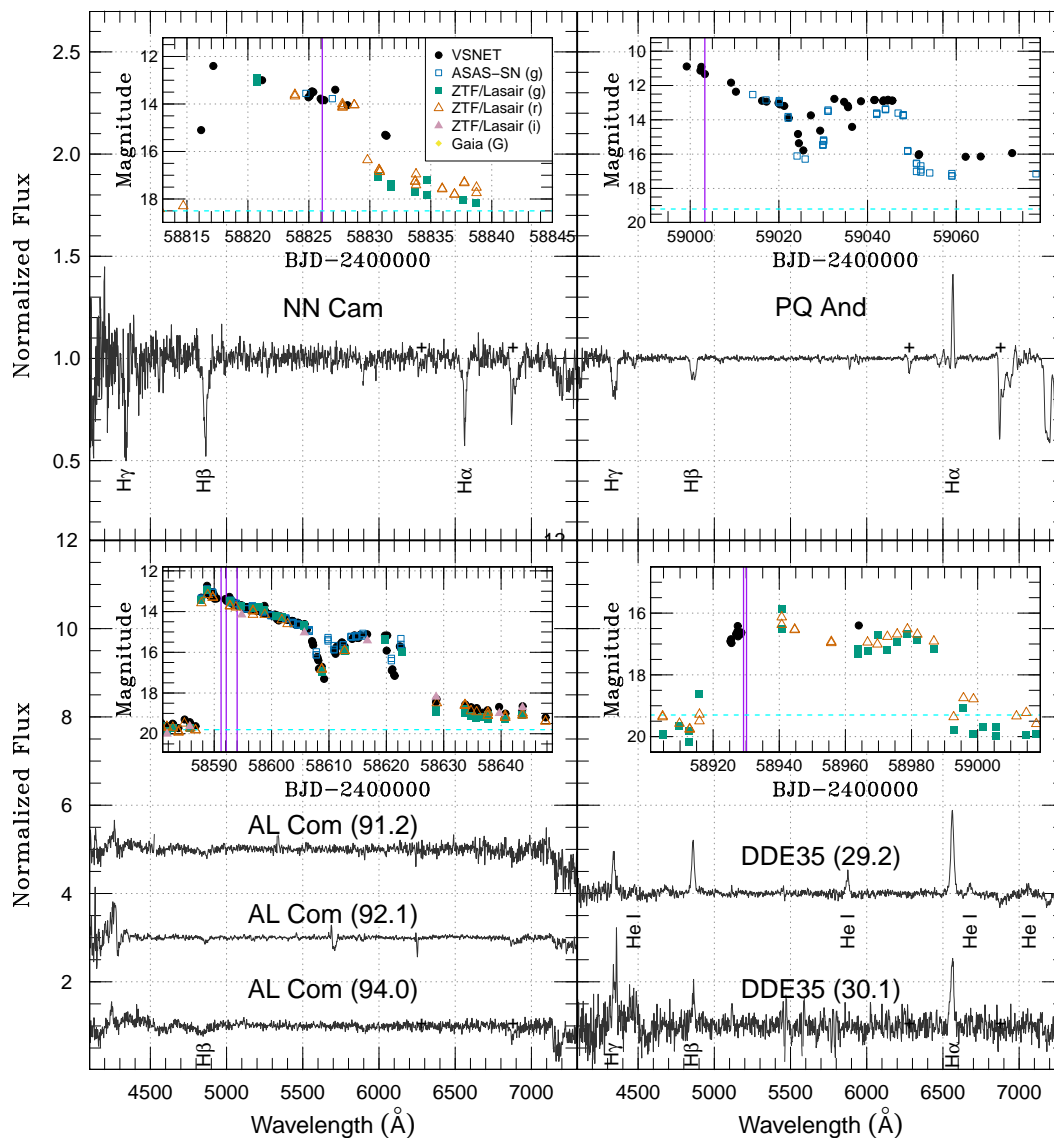 2.5
2.0
1.5
1.0
0.5
Normalized Flux
12
14
16
18
Magnitude
VSNET
ASAS−SN (g)
ZTF/Lasair (g)
ZTF/Lasair (r)
ZTF/Lasair (i)
Gaia (G)
58815 58820 58825 58830 58835 58840 58845
BJD−2400000
NN Cam
Hγ
Hβ
Hα
10
12
14
16
18
20
Magnitude
59000 59020 59040 59060
BJD−2400000
PQ And
Hγ
Hβ
Hα
12
12
10
8
6
4
2
Normalized Flux
12
14
16
18
20
Magnitude
58590 58600 58610 58620 58630 58640
BJD−2400000
AL Com (91.2)
AL Com (92.1)
AL Com (94.0)
Hβ
16
18
20
Magnitude
58920 58940 58960 58980 59000
BJD−2400000
DDE35 (29.2)
He I
He I
He I
He I
DDE35 (30.1)
Hγ
Hβ
Hα
4500 5000 5500 6000 6500 7000
4500 5000 5500 6000 6500 7000
Wavelength (Å)
Wavelength (Å)